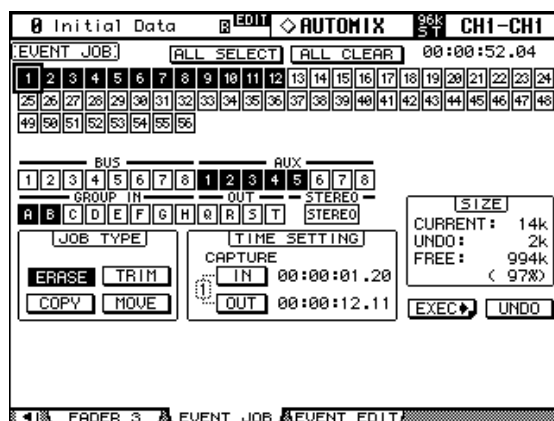 0 Initial Data R EDIT ◇AUTOMIX 96k ST CH1-CH1
EVENT JOB ALL SELECT ALL CLEAR 00:00:52.04
1 2 3 4 5 6 7 8 9 10 11 12 13 14 15 16 17 18 19 20 21 22 23 24
25 26 27 28 29 30 31 32 33 34 35 36 37 38 39 40 41 42 43 44 45 46 47 48
49 50 51 52 53 54 55 56
BUS AUX
1 2 3 4 5 6 7 8 1 2 3 4 5 6 7 8
GROUP IN OUT STEREO
A B C D E F G H Q R S T STEREO
JOB TYPE
ERASE TRIM
COPY MOVE
TIME SETTING
CAPTURE
1
IN 00:00:01.20
OUT 00:00:12.11
SIZE
CURRENT: 14k
UNDO: 2k
FREE: 994k
( 97%)
EXEC UNDO
FADER 3 EVENT JOB EVENT EDIT